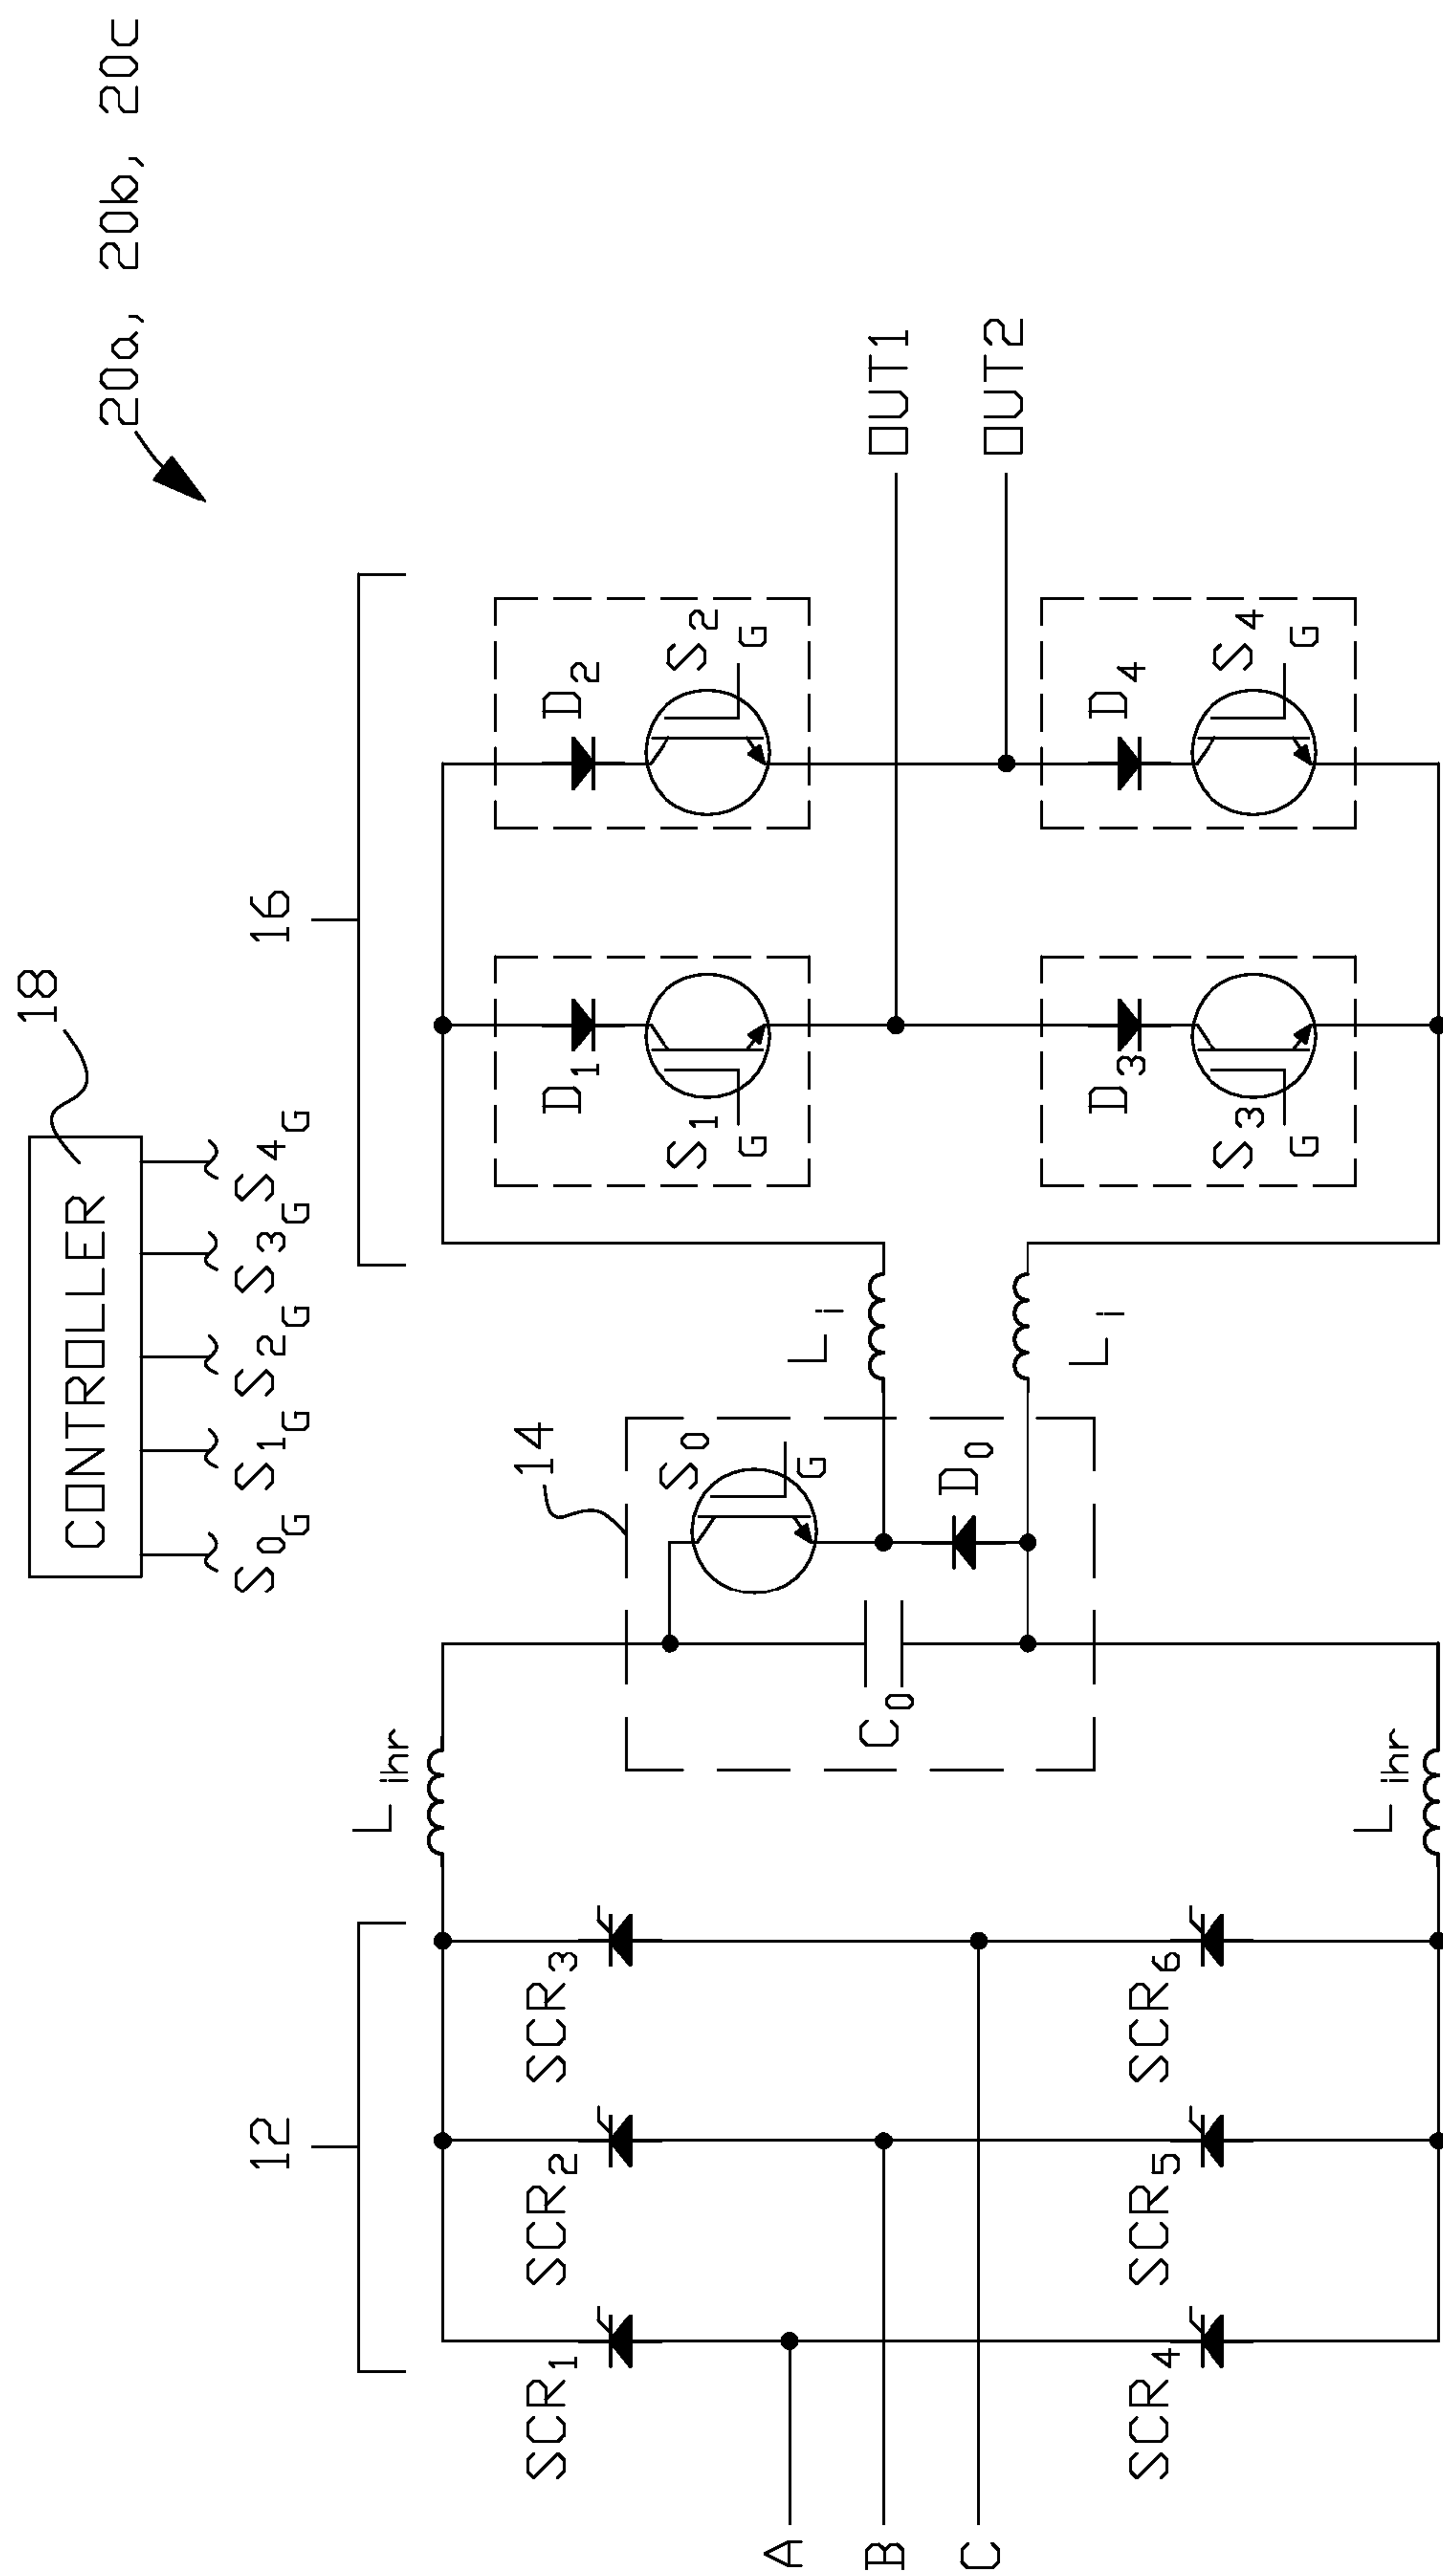 20a, 20b, 20c
18
CONTROLLER
S0G S1G S2G S3G S4G
12
16
Lihr
SCR1 SCR2 SCR3
14
S0
G
D0
C0
Li
Li
D1
S1
G
D2
S2
G
A
B
C
OUT1
OUT2
SCR4 SCR5 SCR6
Lihr
D3
S3
G
D4
S4
G